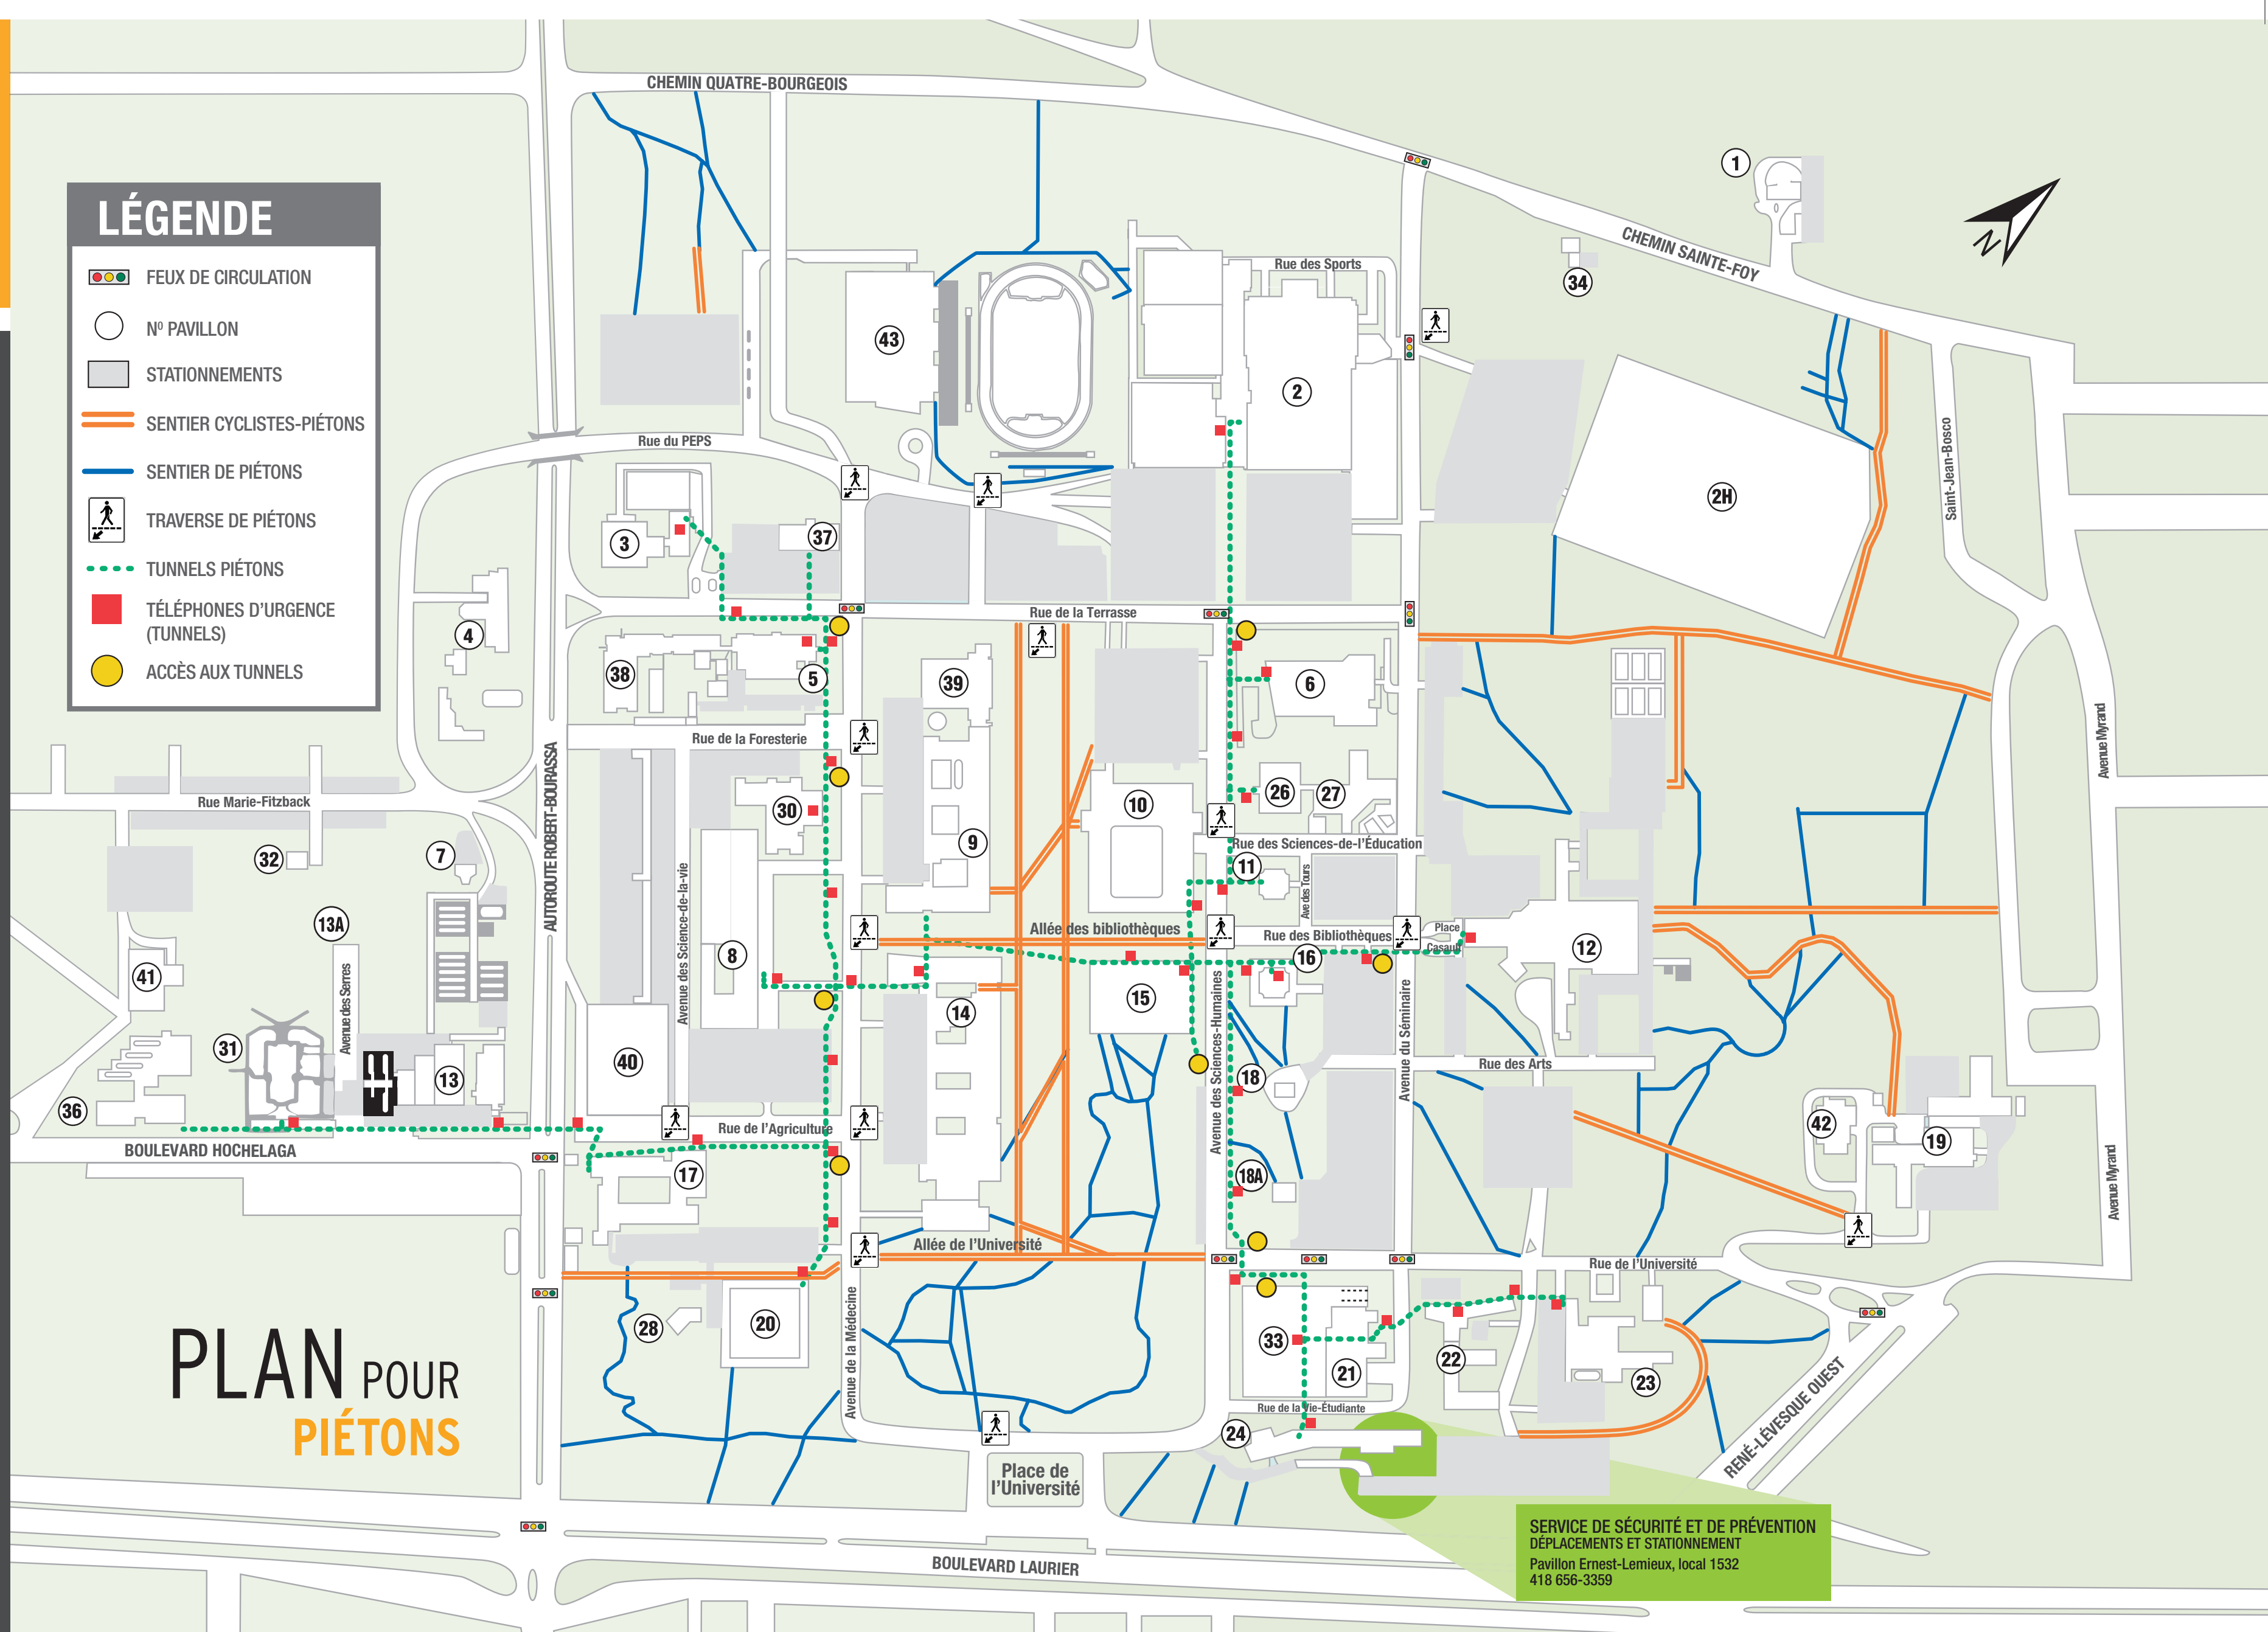 CHEMIN QUATRE-BOURGEOIS
1
LÉGENDE
FEUX DE CIRCULATION
Nº PAVILLON
STATIONNEMENTS
SENTIER CYCLISTES-PIÉTONS
SENTIER DE PIÉTONS
TRAVERSE DE PIÉTONS
TUNNELS PIÉTONS
TÉLÉPHONES D'URGENCE
(TUNNELS)
ACCÈS AUX TUNNELS
CHEMIN SAINTE-FOY
N
34
Rue des Sports
43
2
2H
Saint-Jean-Bosco
Rue du PEPS
3
37
Rue de la Terrasse
4
38
5
39
6
Avenue Myrand
Rue de la Foresterie
AUTOROUTE ROBERT-BOURASSA
Rue Marie-Fitzback
30
10
26
27
9
Rue des Sciences-de-l'Éducation
32
7
11
Ave des Tours
13A
Avenue des Science-de-la-vie
Allée des bibliothèques
Rue des Bibliothèques
Place
Casault
12
8
16
41
Avenue des Serres
15
14
31
40
13
Avenue des Sciences-Humaines
Avenue du Séminaire
18
Rue des Arts
36
Rue de l'Agriculture
42
19
BOULEVARD HOCHELAGA
17
18A
Avenue Myrand
Allée de l'Université
Rue de l'Université
28
20
Avenue de la Médecine
33
21
22
23
PLAN POUR
PIÉTONS
Rue de la Vie-Étudiante
24
RENÉ-LÉVESQUE OUEST
Place de
l'Université
SERVICE DE SÉCURITÉ ET DE PRÉVENTION
DÉPLACEMENTS ET STATIONNEMENT
Pavillon Ernest-Lemieux, local 1532
418 656-3359
BOULEVARD LAURIER